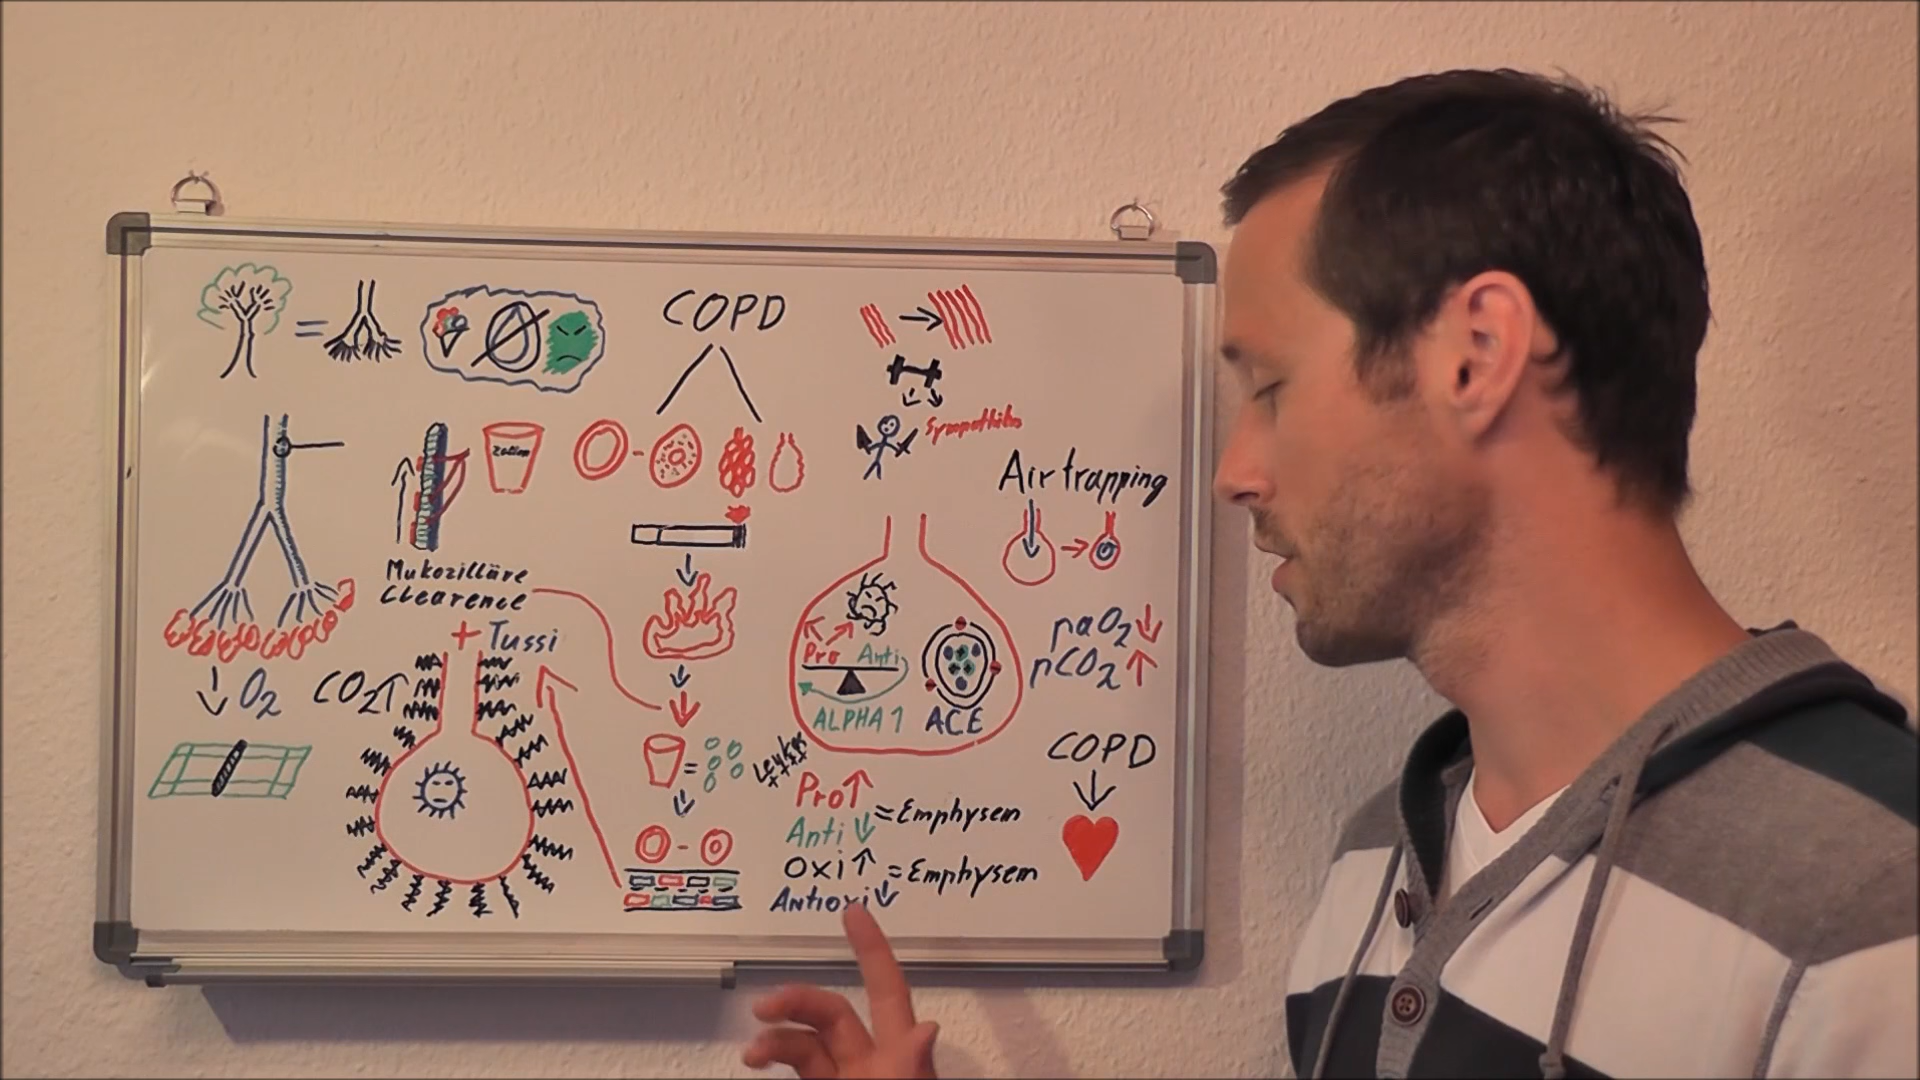 COPD
Sympathikus
Zellen
Air trapping
Mukozilläre
Clearence
+ Tussi
paO2 ↓
pCO2 ↑
↓ O2
CO2 ↑
Pro Anti
ALPHA 1
ACE
COPD
Leukos
++++
Pro ↑
Anti ↓
= Emphysem
Oxi ↑
Antioxi ↓
= Emphysem